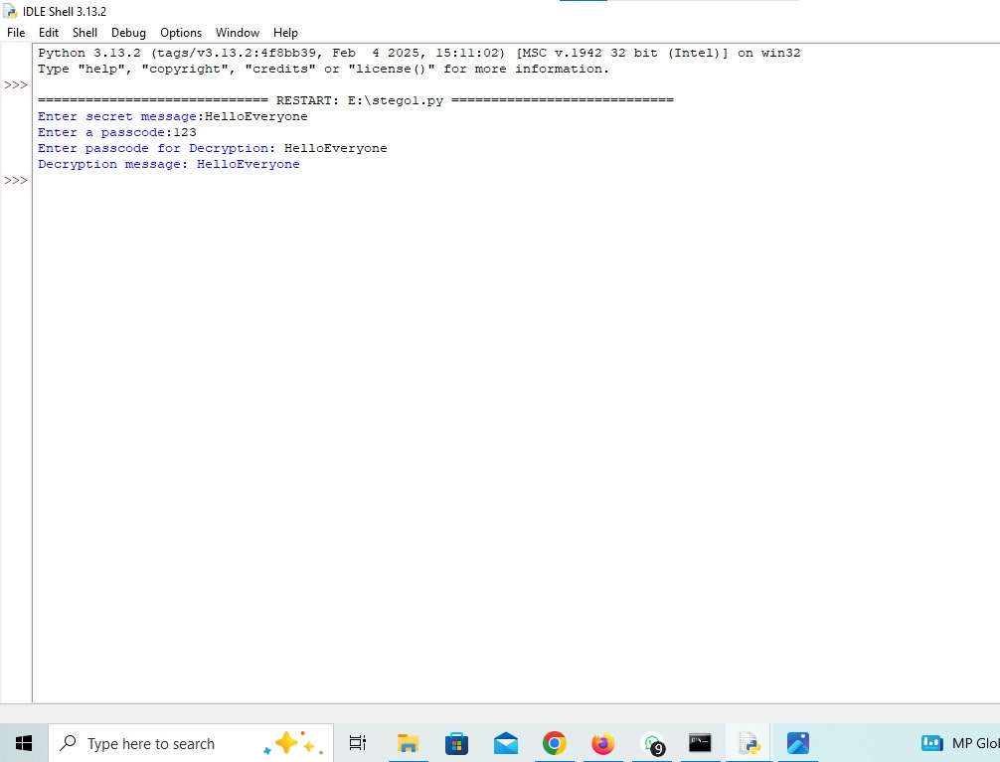 IDLE Shell 3.13.2
File Edit Shell Debug Options Window Help
Python 3.13.2 (tags/v3.13.2:4f8bb39, Feb  4 2025, 15:11:02) [MSC v.1942 32 bit (Intel)] on win32
Type "help", "copyright", "credits" or "license()" for more information.
>>>
============================= RESTART: E:\stego1.py ============================
Enter secret message:HelloEveryone
Enter a passcode:123
Enter passcode for Decryption: HelloEveryone
Decryption message: HelloEveryone
>>>
Type here to search
9
MP Glo